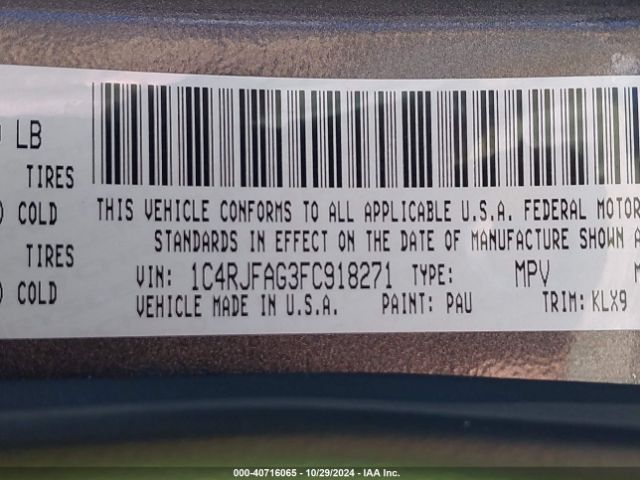 LB
TIRES
COLD
THIS VEHICLE CONFORMS TO ALL APPLICABLE U.S.A. FEDERAL MOTOR
STANDARDS IN EFFECT ON THE DATE OF MANUFACTURE SHOWN A
TIRES
COLD
VIN: 1C4RJFAG3FC918271 TYPE: MPV
VEHICLE MADE IN U.S.A. PAINT: PAU TRIM: KLX9
000-40716065 - 10/29/2024 - IAA Inc.